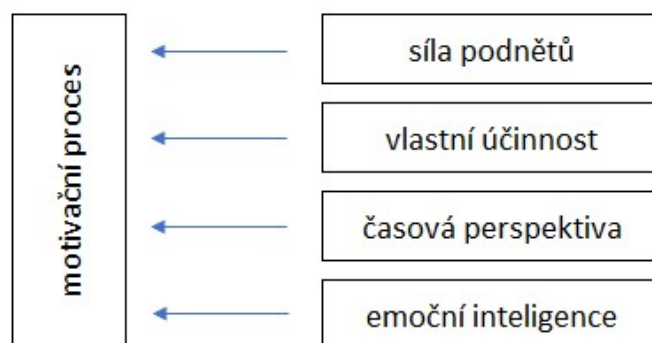 motivační proces
síla podnětů
vlastní účinnost
časová perspektiva
emoční inteligence